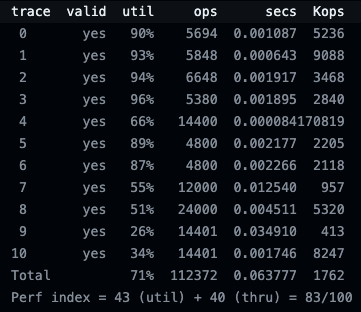 trace valid util ops secs Kops
0 yes 90% 5694 0.001087 5236
1 yes 93% 5848 0.000643 9088
2 yes 94% 6648 0.001917 3468
3 yes 96% 5380 0.001895 2840
4 yes 66% 14400 0.000084170819
5 yes 89% 4800 0.002177 2205
6 yes 87% 4800 0.002266 2118
7 yes 55% 12000 0.012540 957
8 yes 51% 24000 0.004511 5320
9 yes 26% 14401 0.034910 413
10 yes 34% 14401 0.001746 8247
Total 71% 112372 0.063777 1762
Perf index = 43 (util) + 40 (thru) = 83/100